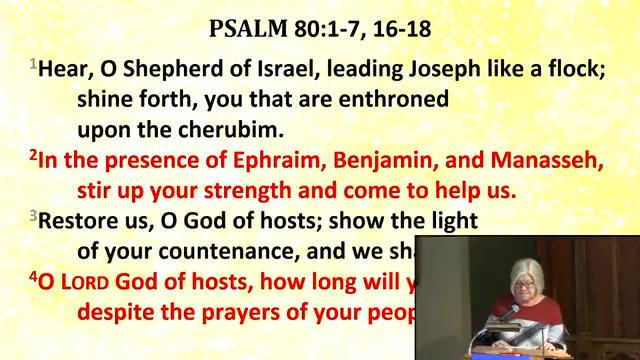 PSALM 80:1-7, 16-18
1Hear, O Shepherd of Israel, leading Joseph like a flock;
shine forth, you that are enthroned
upon the cherubim.
2In the presence of Ephraim, Benjamin, and Manasseh,
stir up your strength and come to help us.
3Restore us, O God of hosts; show the light
of your countenance, and we
4O LORD God of hosts, how long will
despite the prayers of your